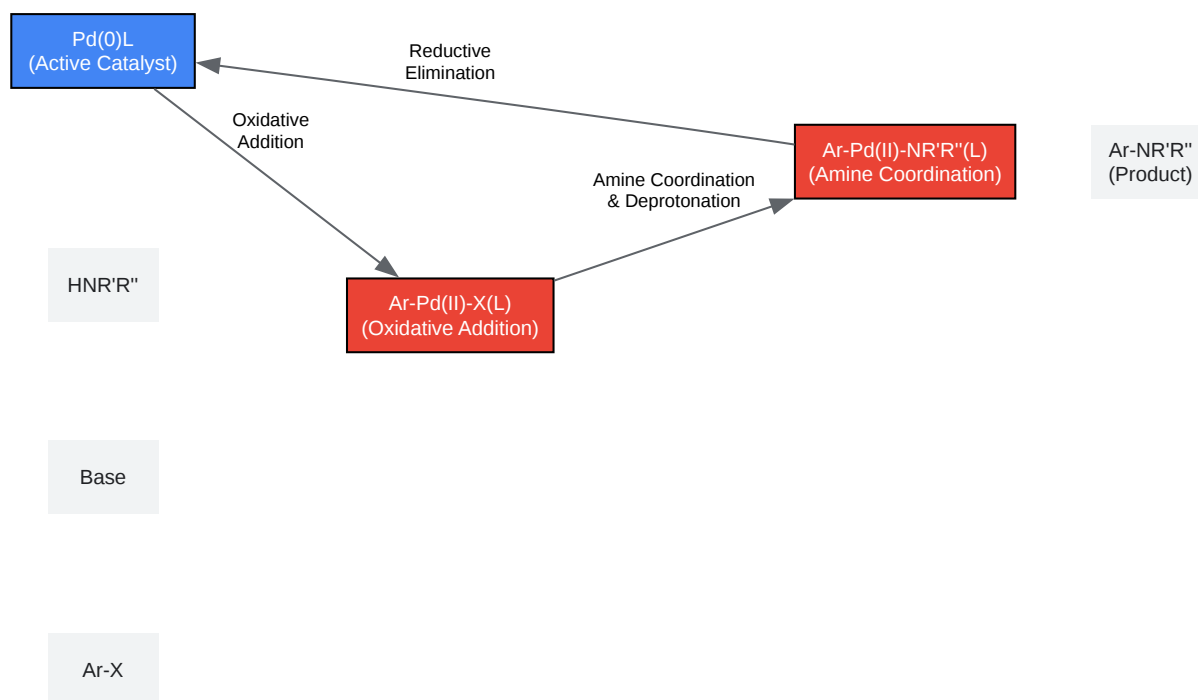 Pd(0)L
(Active Catalyst)
Reductive
Elimination
Oxidative
Addition
Ar-Pd(II)-NR'R"(L)
(Amine Coordination)
Ar-NR'R"
(Product)
Amine Coordination
& Deprotonation
HNR'R"
Ar-Pd(II)-X(L)
(Oxidative Addition)
Base
Ar-X